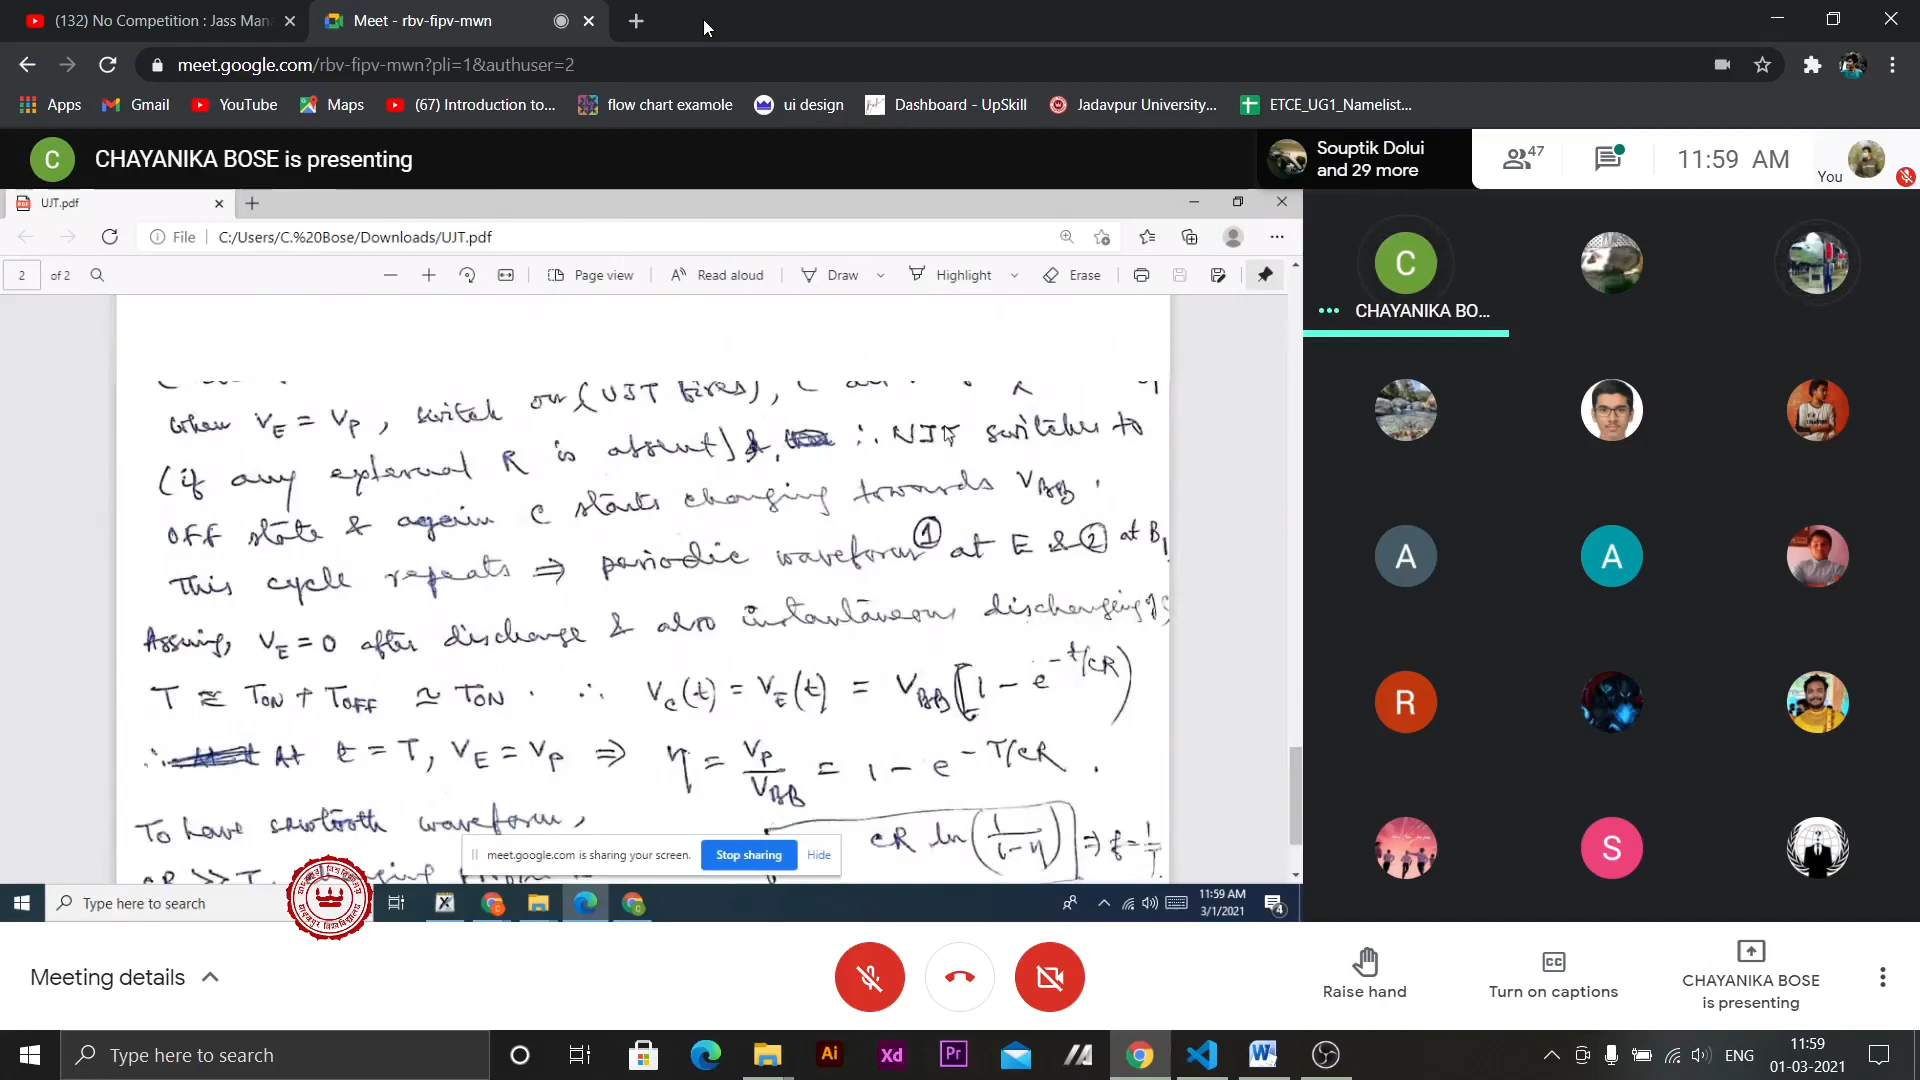 (132) No Competition : Jass Man
Meet - rbv-fipv-mwn
meet.google.com/rbv-fipv-mwn?pli=1&authuser=2
Apps
Gmail
YouTube
Maps
(67) Introduction to...
flow chart examole
ui design
Dashboard - UpSkill
Jadavpur University...
ETCE_UG1_Namelist...
C
CHAYANIKA BOSE is presenting
Souptik Dolui
and 29 more
47
11:59 AM
You
UJT.pdf
File
C:/Users/C.%20Bose/Downloads/UJT.pdf
2
of 2
Page view
Read aloud
Draw
Highlight
Erase
when VE = VP, switch on (UJT fires), C
(if any external R is absent) &, ∴ UJT switches to
OFF state & again C starts charging towards VBB.
This cycle repeats ⇒ periodic waveform ① at E & ② at B1
Assuming, VE = 0 after discharge & also instantaneous discharging
T ≅ TON + TOFF ≃ TON . ∴ VC(t) = VE(t) = VBB[1 - e^-t/CR)
∴ At t = T, VE = VP ⇒ η = VP/VBB = 1 - e^-T/CR .
To have sawtooth waveform,
CR ln(1/1-η) ⇒ f = 1/T.
CR >> T,
meet.google.com is sharing your screen.
Stop sharing
Hide
Type here to search
11:59 AM
3/1/2021
4
C
CHAYANIKA BO...
A
A
R
S
Meeting details
Raise hand
Turn on captions
CHAYANIKA BOSE
is presenting
Type here to search
Ai
Xd
Pr
ENG
11:59
01-03-2021